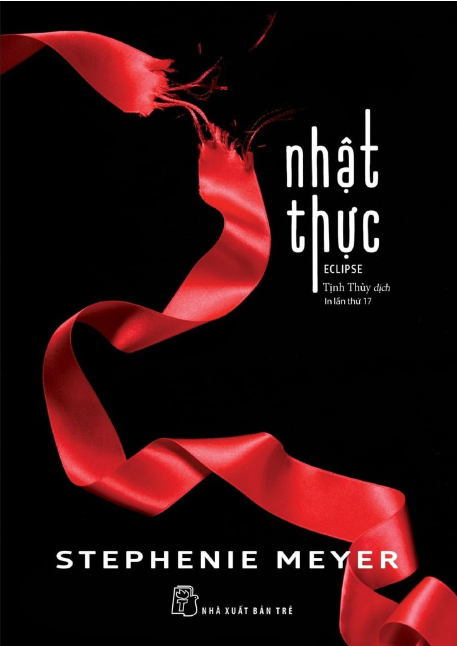 nhật
thực
ECLIPSE
Tịnh Thủy dịch
In lần thứ 17
STEPHENIE MEYER
NHÀ XUẤT BẢN TRẺ